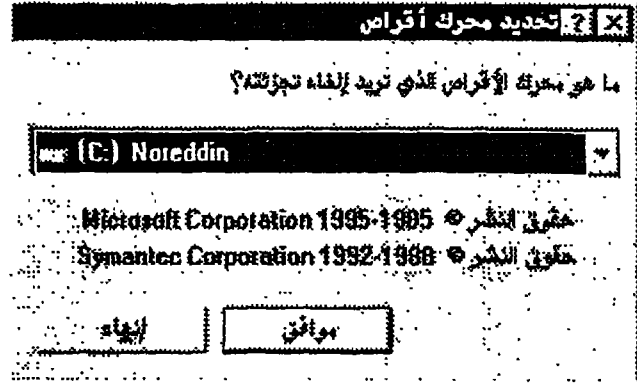 تحديد محرك أقراص
ما هو محرك الأقراص الذي تريد إلغاء تجزئته؟
(C:) Noreddin
حقوق النشر © Microsoft Corporation 1995-1985
حقوق النشر © Symantec Corporation 1992-1988
موافق
إنهاء